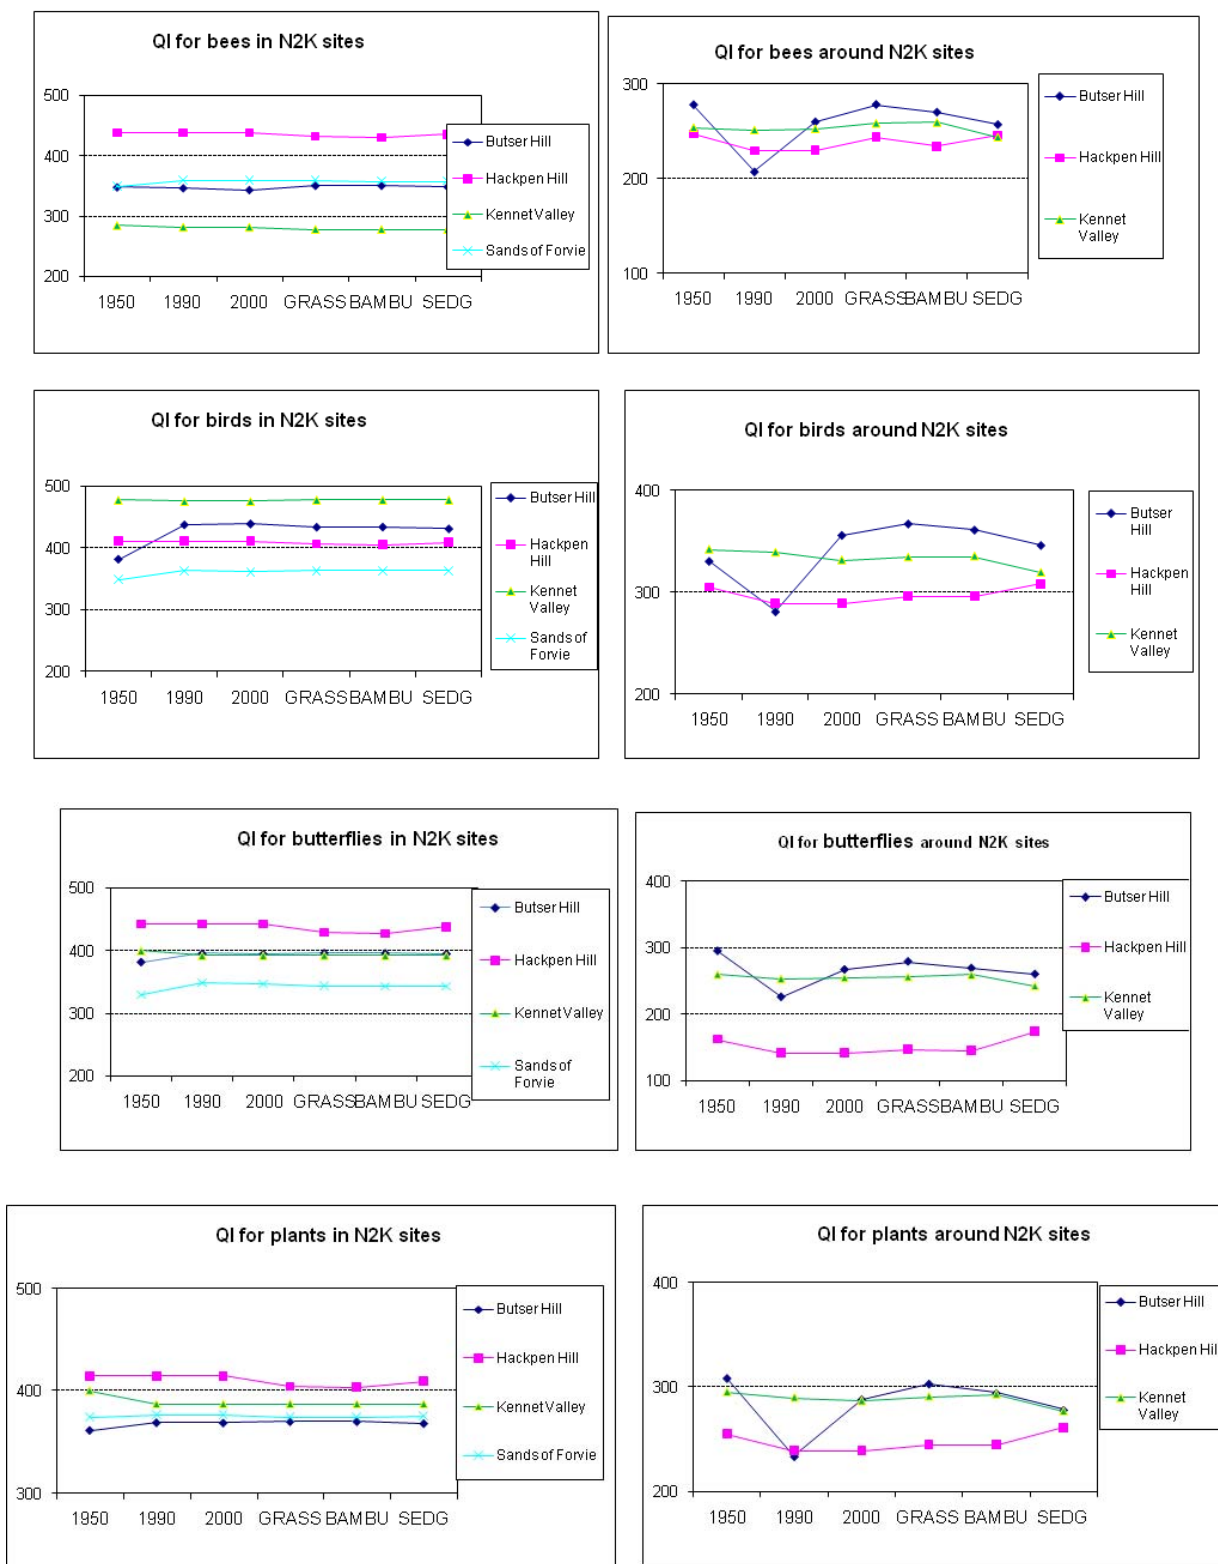 QI for bees in N2K sites
500
400
300
200
1950 1990 2000 GRASS BAMBU SEDG
Butser Hill
Hackpen Hill
Kennet Valley
Sands of Forvie
QI for bees around N2K sites
300
200
100
1950 1990 2000 GRASS BAMBU SEDG
Butser Hill
Hackpen Hill
Kennet
Valley
QI for birds in N2K sites
500
400
300
200
1950 1990 2000 GRASS BAMBU SEDG
Butser Hill
Hackpen
Hill
Kennet
Valley
Sands of
Forvie
QI for birds around N2K sites
400
300
200
1950 1990 2000 GRASS BAMBU SEDG
Butser
Hill
Hackpen
Hill
Kennet
Valley
QI for butterflies in N2K sites
500
400
300
200
1950 1990 2000 GRASS BAMBU SEDG
Butser Hill
Hackpen Hill
Kennet Valley
Sands of
Forvie
QI for butterflies around N2K sites
400
300
200
100
1950 1990 2000 GRASS BAMBU SEDG
Butser Hill
Hackpen Hill
Kennet
Valley
QI for plants in N2K sites
500
400
300
1950 1990 2000 GRASS BAMBU SEDG
Butser Hill
Hackpen Hill
Kennet Valley
Sands of Forvie
QI for plants around N2K sites
400
300
200
1950 1990 2000 GRASS BAMBU SEDG
Butser Hill
Hackpen Hill
Kennet
Valley